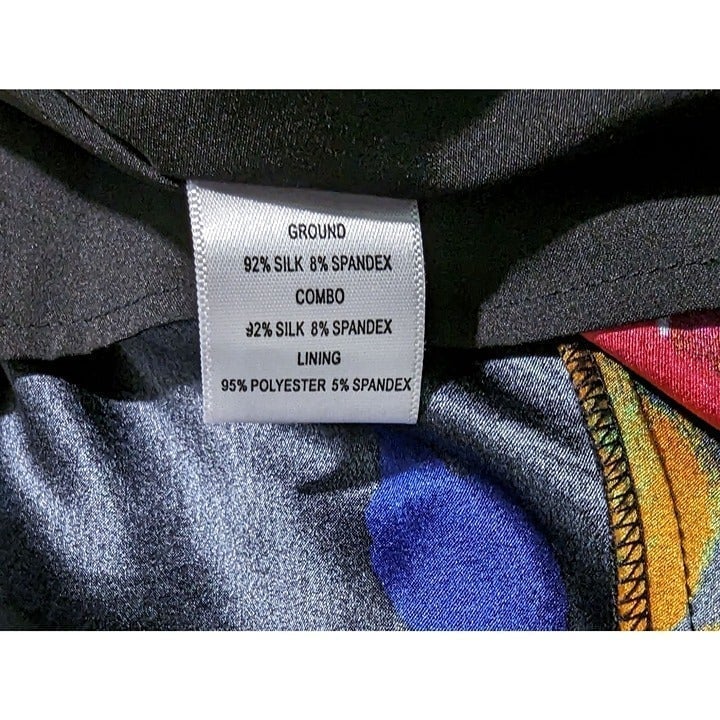 GROUND
92% SILK 8% SPANDEX
COMBO
92% SILK 8% SPANDEX
LINING
95% POLYESTER 5% SPANDEX